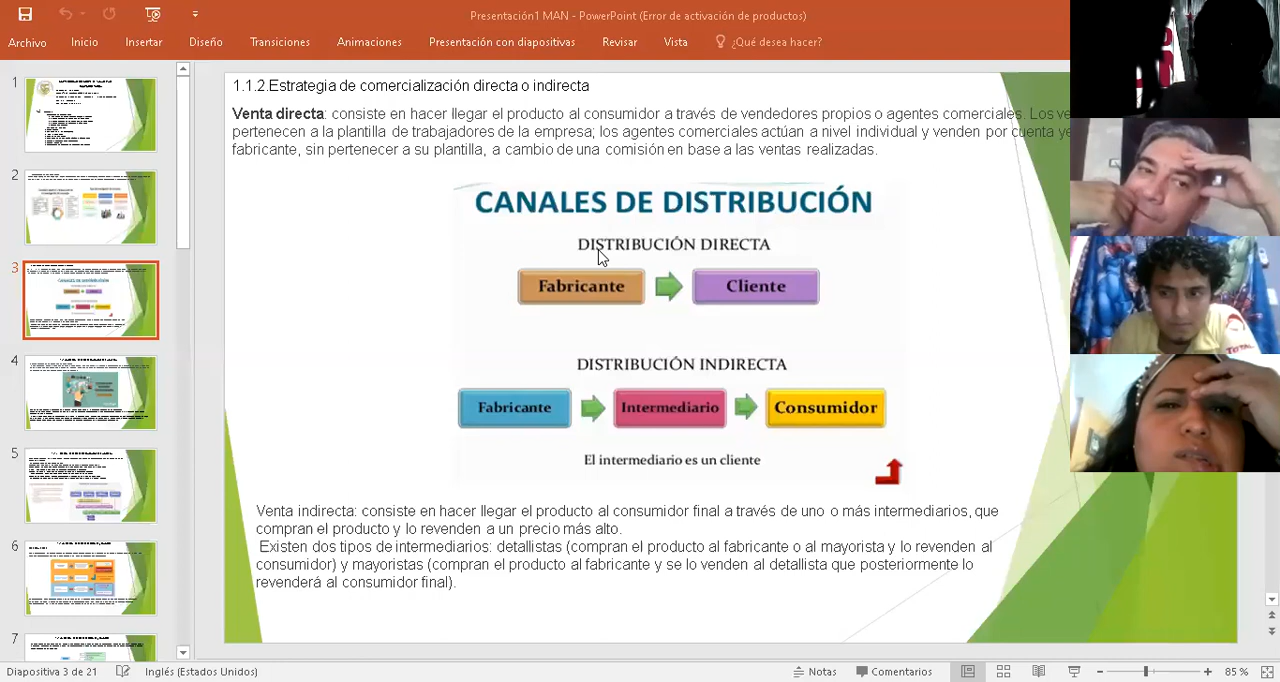 Presentación1 MAN - PowerPoint (Error de activación de productos)
Archivo Inicio Insertar Diseño Transiciones Animaciones Presentación con diapositivas Revisar Vista ¿Qué desea hacer?
1
2
3
4
5
6
7
1.1.2.Estrategia de comercialización directa o indirecta
Venta directa: consiste en hacer llegar el producto al consumidor a través de vendedores propios o agentes comerciales. Los
pertenecen a la plantilla de trabajadores de la empresa; los agentes comerciales actúan a nivel individual y venden por cuenta
fabricante, sin pertenecer a su plantilla, a cambio de una comisión en base a las ventas realizadas.
CANALES DE DISTRIBUCIÓN
DISTRIBUCIÓN DIRECTA
Fabricante Cliente
DISTRIBUCIÓN INDIRECTA
Fabricante Intermediario Consumidor
El intermediario es un cliente
Venta indirecta: consiste en hacer llegar el producto al consumidor final a través de uno o más intermediarios, que
compran el producto y lo revenden a un precio más alto.
Existen dos tipos de intermediarios: detallistas (compran el producto al fabricante o al mayorista y lo revenden al
consumidor) y mayoristas (compran el producto al fabricante y se lo venden al detallista que posteriormente lo
revenderá al consumidor final).
TOTAL
Diapositiva 3 de 21 Inglés (Estados Unidos) Notas Comentarios 85 %